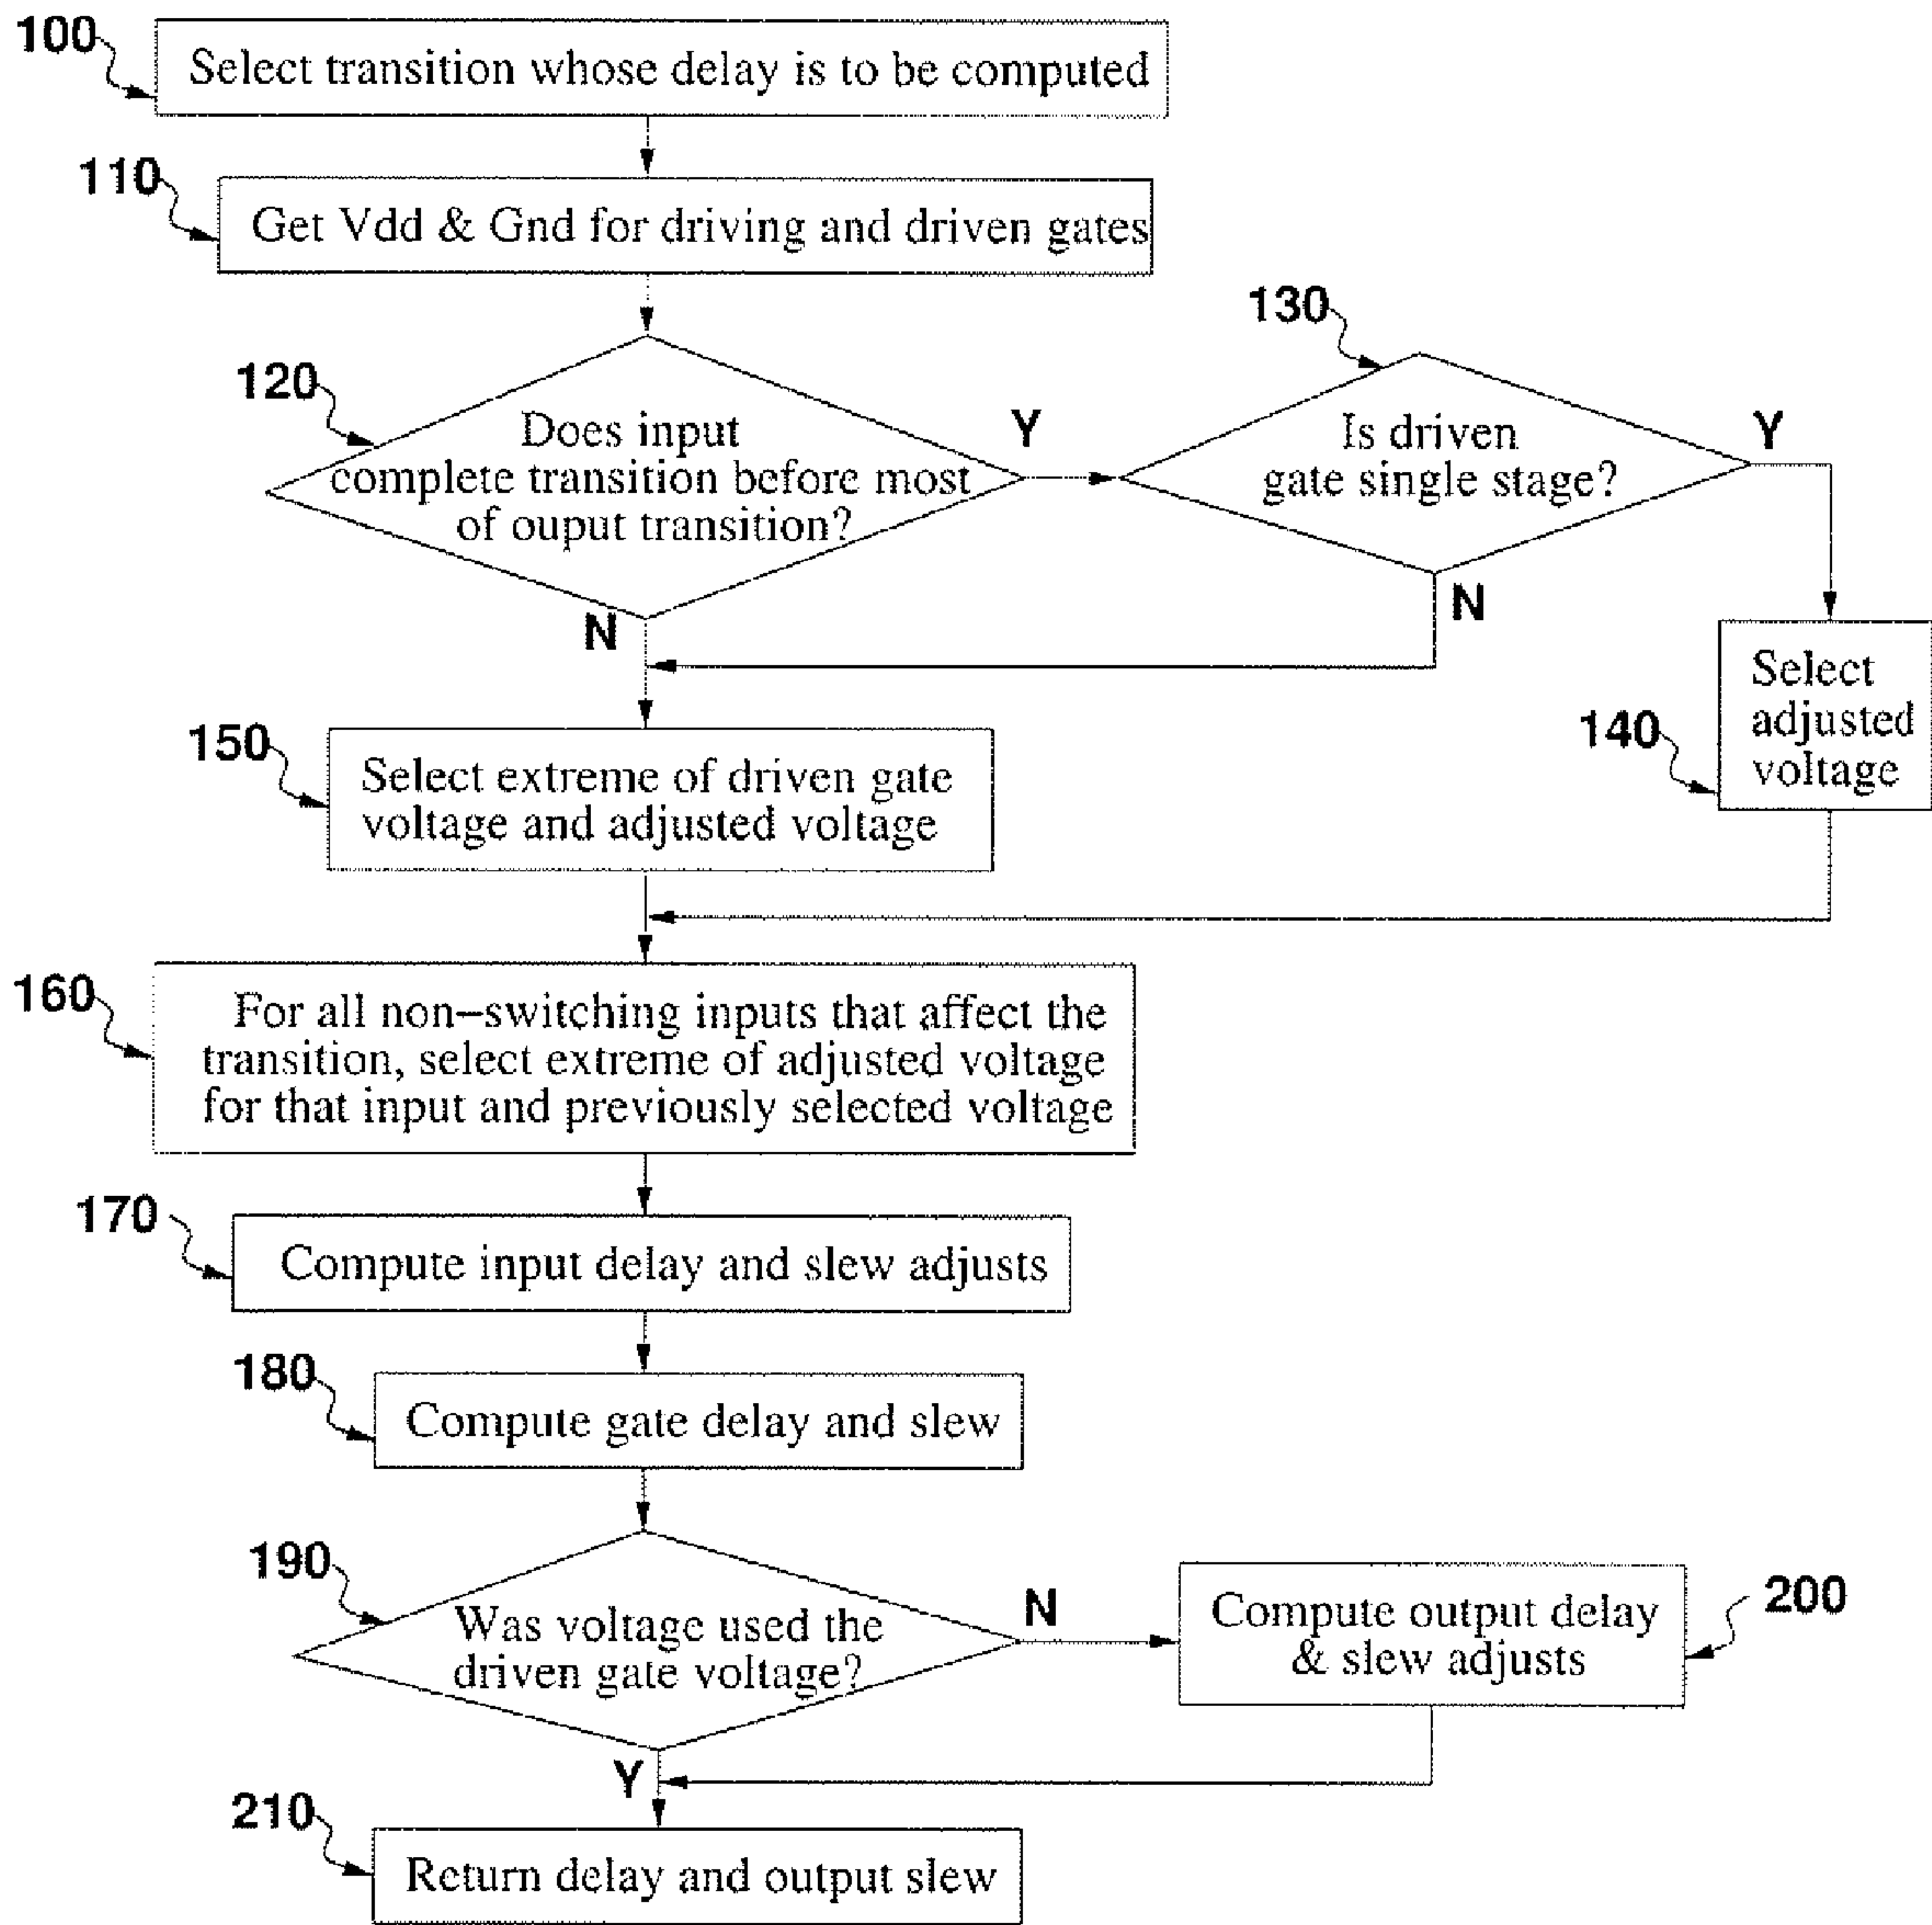 100
Select transition whose delay is to be computed
110
Get Vdd & Gnd for driving and driven gates
120
Does input
complete transition before most
of ouput transition?
Y
N
130
Is driven
gate single stage?
Y
N
140
Select
adjusted
voltage
150
Select extreme of driven gate
voltage and adjusted voltage
160
For all non–switching inputs that affect the
transition, select extreme of adjusted voltage
for that input and previously selected voltage
170
Compute input delay and slew adjusts
180
Compute gate delay and slew
190
Was voltage used the
driven gate voltage?
N
Y
200
Compute output delay
& slew adjusts
210
Return delay and output slew